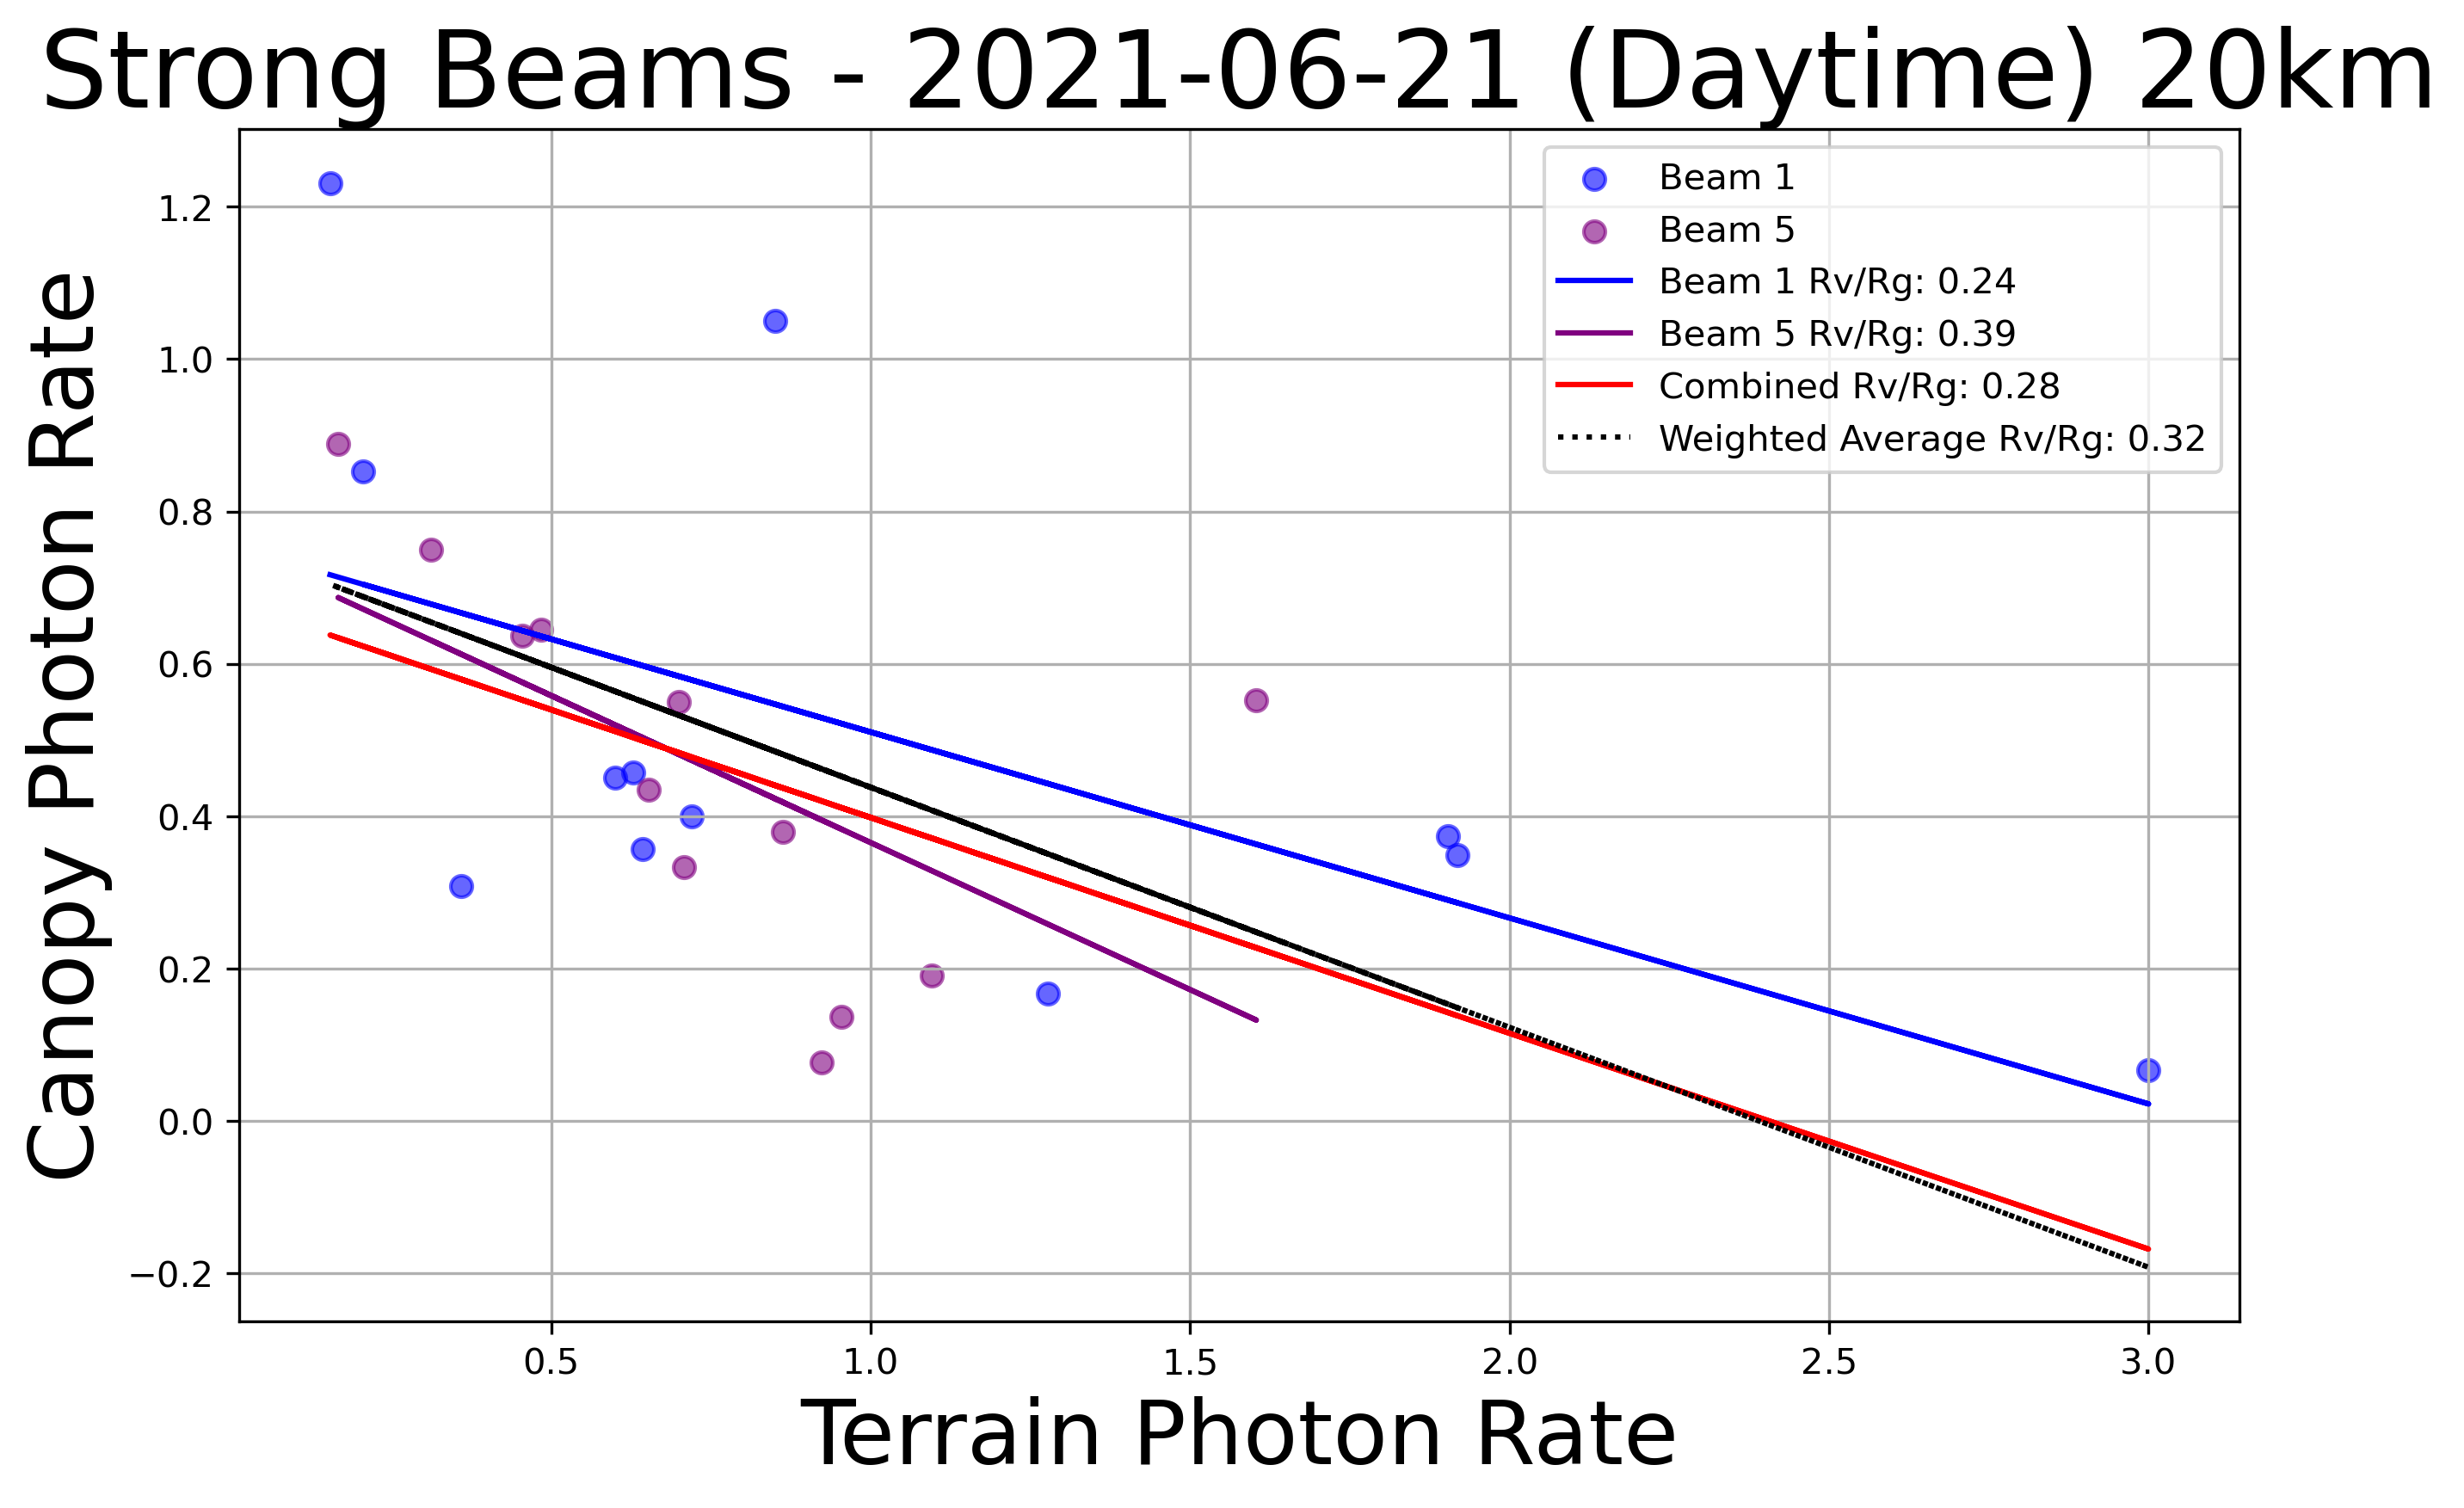 Strong Beams - 2021-06-21 (Daytime) 20km
Beam 1
Beam 5
Beam 1 Rv/Rg: 0.24
Beam 5 Rv/Rg: 0.39
Combined Rv/Rg: 0.28
Weighted Average Rv/Rg: 0.32
Canopy Photon Rate
1.2
1.0
0.8
0.6
0.4
0.2
0.0
−0.2
0.5 1.0 1.5 2.0 2.5 3.0
Terrain Photon Rate